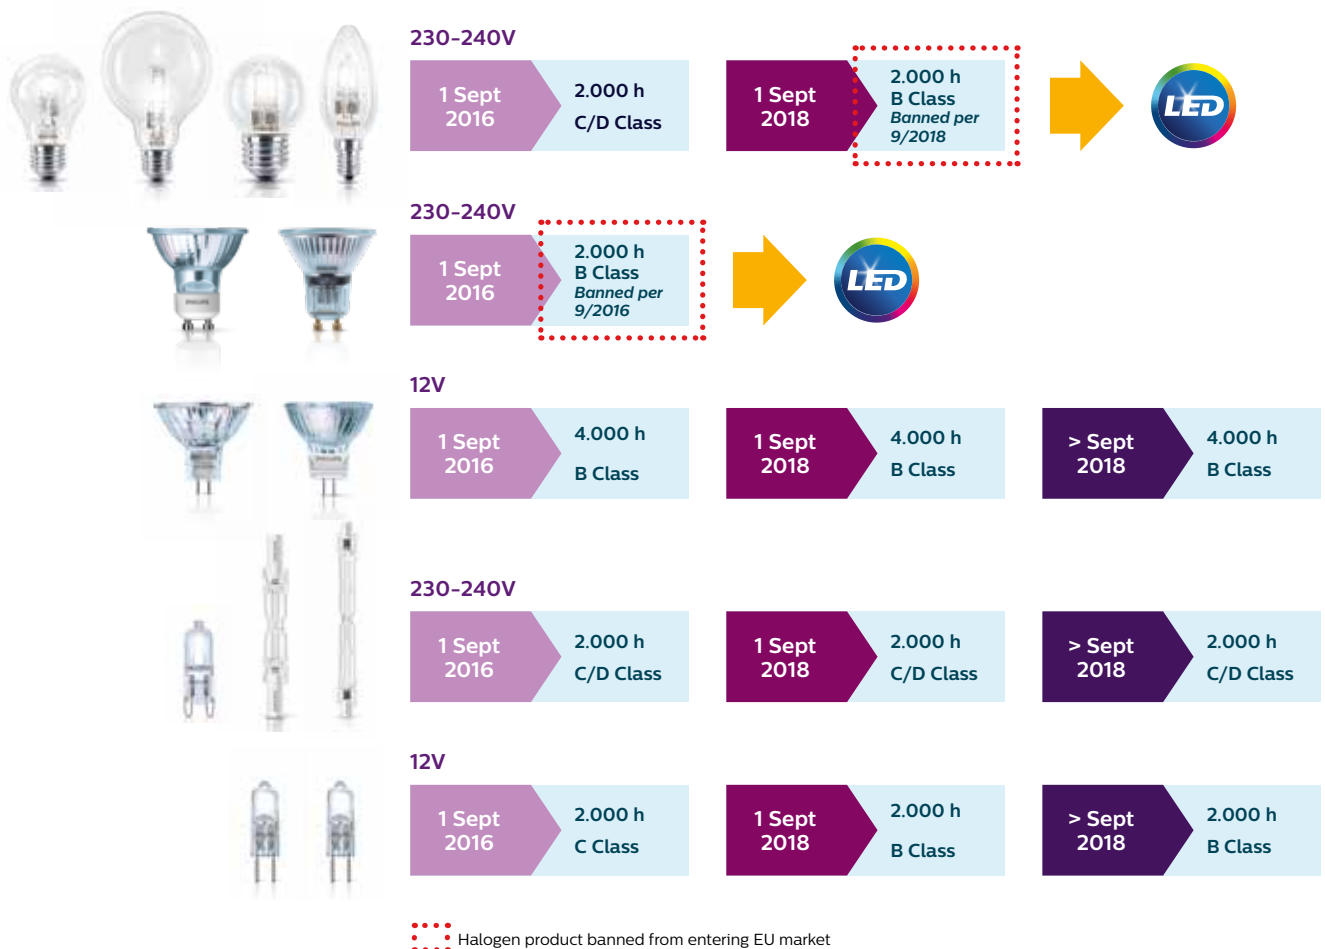 230-240V
1 Sept
2016
2.000 h
C/D Class
1 Sept
2018
2.000 h
B Class
Banned per
9/2018
LED
230-240V
1 Sept
2016
2.000 h
B Class
Banned per
9/2016
LED
PHILIPS
12V
1 Sept
2016
4.000 h
B Class
1 Sept
2018
4.000 h
B Class
> Sept
2018
4.000 h
B Class
230-240V
1 Sept
2016
2.000 h
C/D Class
1 Sept
2018
2.000 h
C/D Class
> Sept
2018
2.000 h
C/D Class
12V
1 Sept
2016
2.000 h
C Class
1 Sept
2018
2.000 h
B Class
> Sept
2018
2.000 h
B Class
Halogen product banned from entering EU market